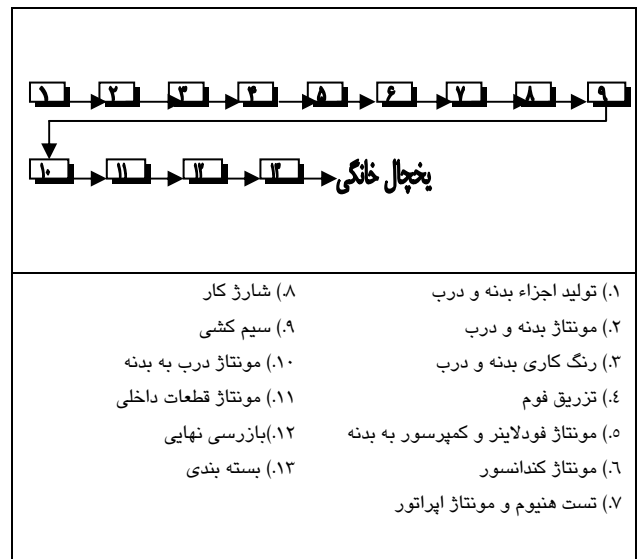 ۱ ۲ ۳ ۴ ۵ ۶ ۷ ۸ ۹
۱۰ ۱۱ ۱۲ ۱۳ یخچال خانگی
۱.) تولید اجزاء بدنه و درب
۲.) مونتاژ بدنه و درب
۳.) رنگ کاری بدنه و درب
٤.) تزریق فوم
٥.) مونتاژ فودلاینر و کمپرسور به بدنه
٦.) مونتاژ کندانسور
۷.) تست هنیوم و مونتاژ اپراتور
۸.) شارژ کار
۹.) سیم کشی
۱۰.) مونتاژ درب به بدنه
۱۱.) مونتاژ قطعات داخلی
۱۲.)بازرسی نهایی
۱۳.) بسته بندی